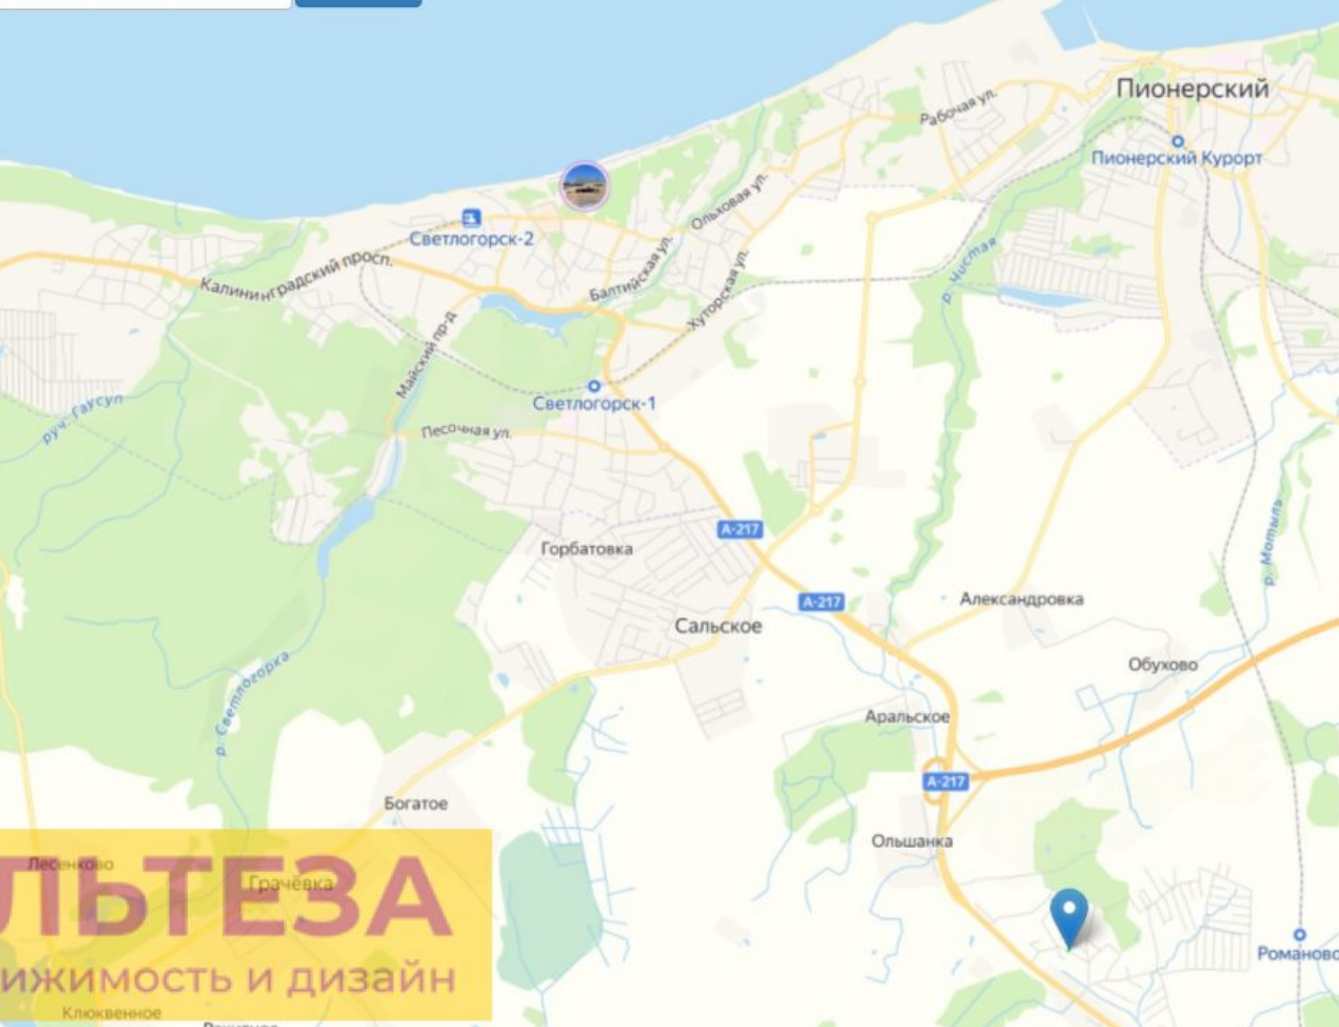 Пионерский
Рабочая ул.
Пионерский Курорт
Ольховая ул.
Светлогорск-2
Калининградский просп.
Балтийская ул.
Хуторская ул.
р. Чистая
Майский пр-д
Светлогорск-1
руч. Гаусуп
Песочная ул.
А-217
Горбатовка
р. Мотыль
А-217
Александровка
Сальское
Обухово
р. Светлогорка
Аральское
А-217
Богатое
Ольшанка
Лесенково
Грачёвка
ЛЬТЕЗА
Романово
ижимость и дизайн
Клюквенное